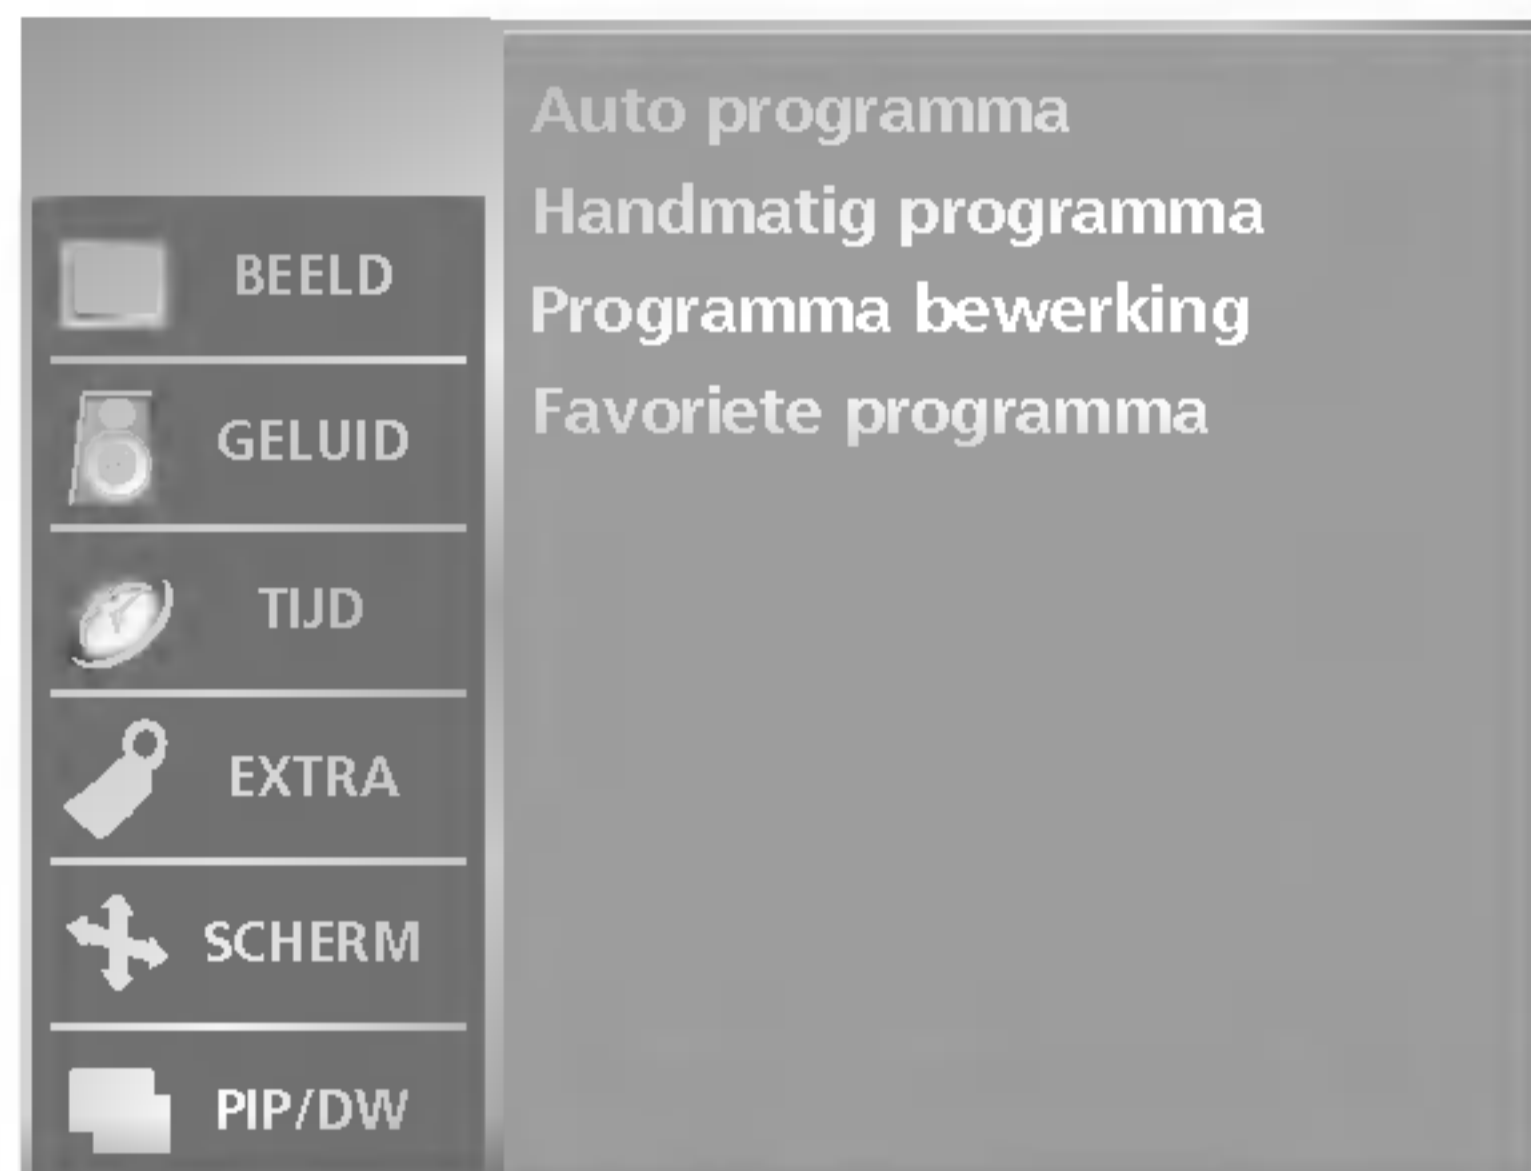 Auto programma
Handmatig programma
Programma bewerking
Favoriete programma
BEELD
GELUID
TIJD
EXTRA
SCHERM
PIP/DW